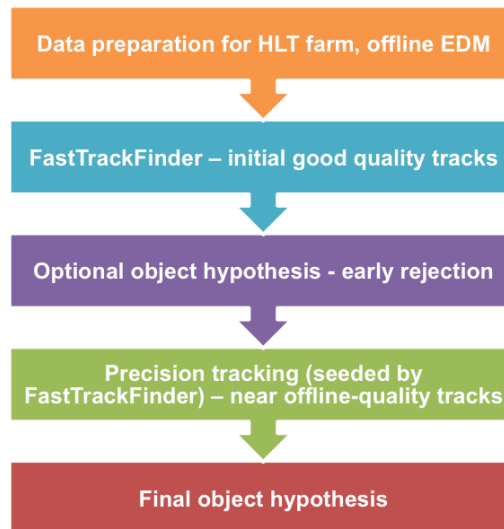 Data preparation for HLT farm, offline EDM
FastTrackFinder – initial good quality tracks
Optional object hypothesis - early rejection
Precision tracking (seeded by
FastTrackFinder) – near offline-quality tracks
Final object hypothesis